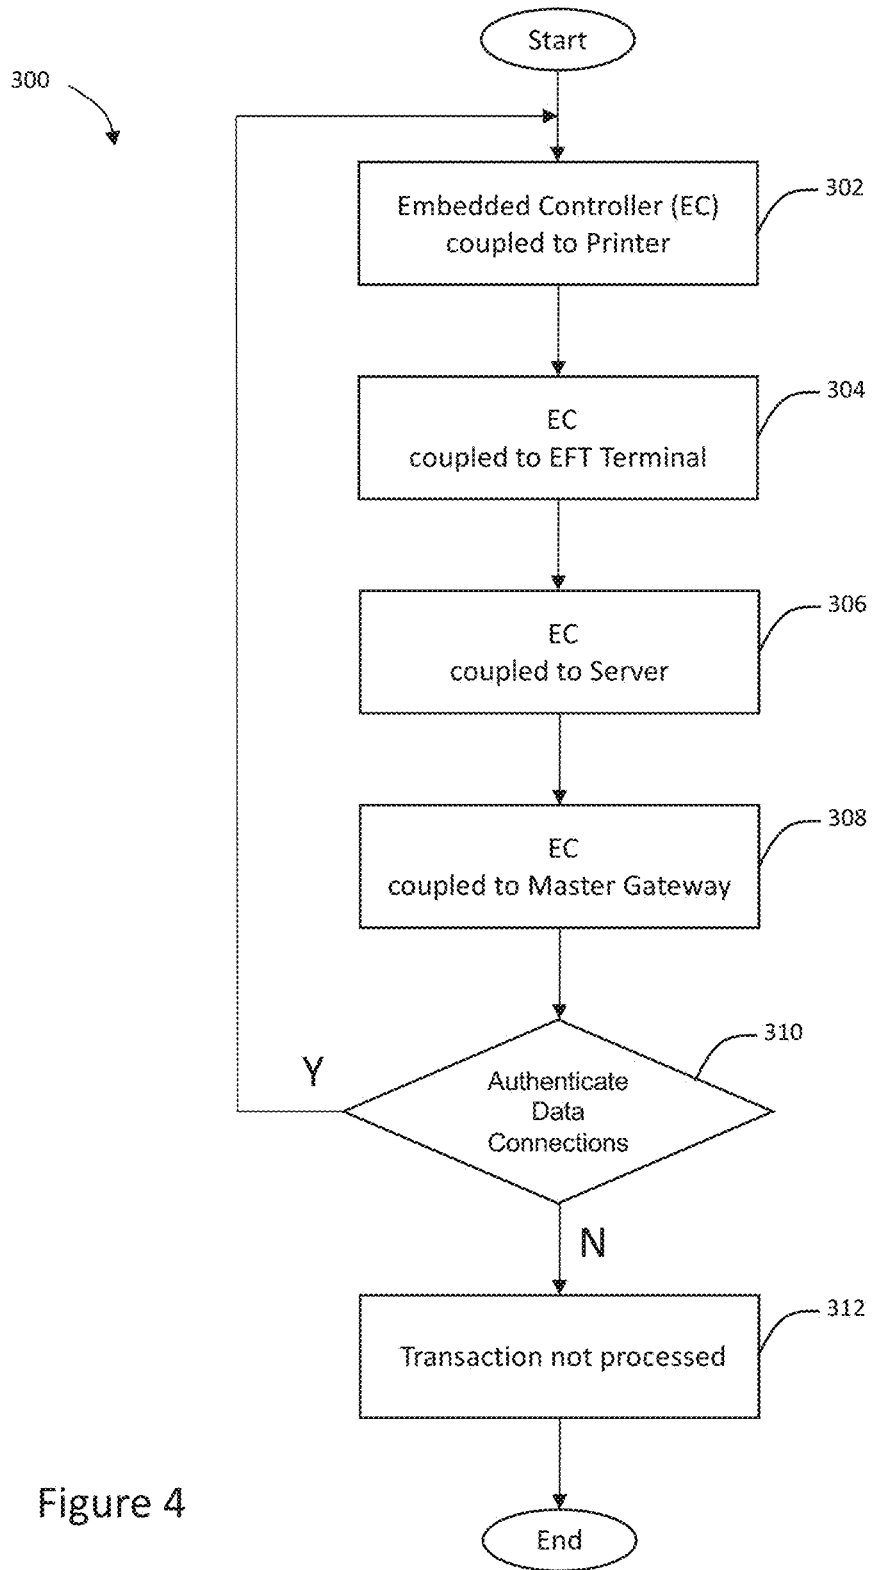 Start
300
Embedded Controller (EC)
coupled to Printer
302
EC
coupled to EFT Terminal
304
EC
coupled to Server
306
EC
coupled to Master Gateway
308
Authenticate
Data
Connections
310
Y
N
Transaction not processed
312
Figure 4
End